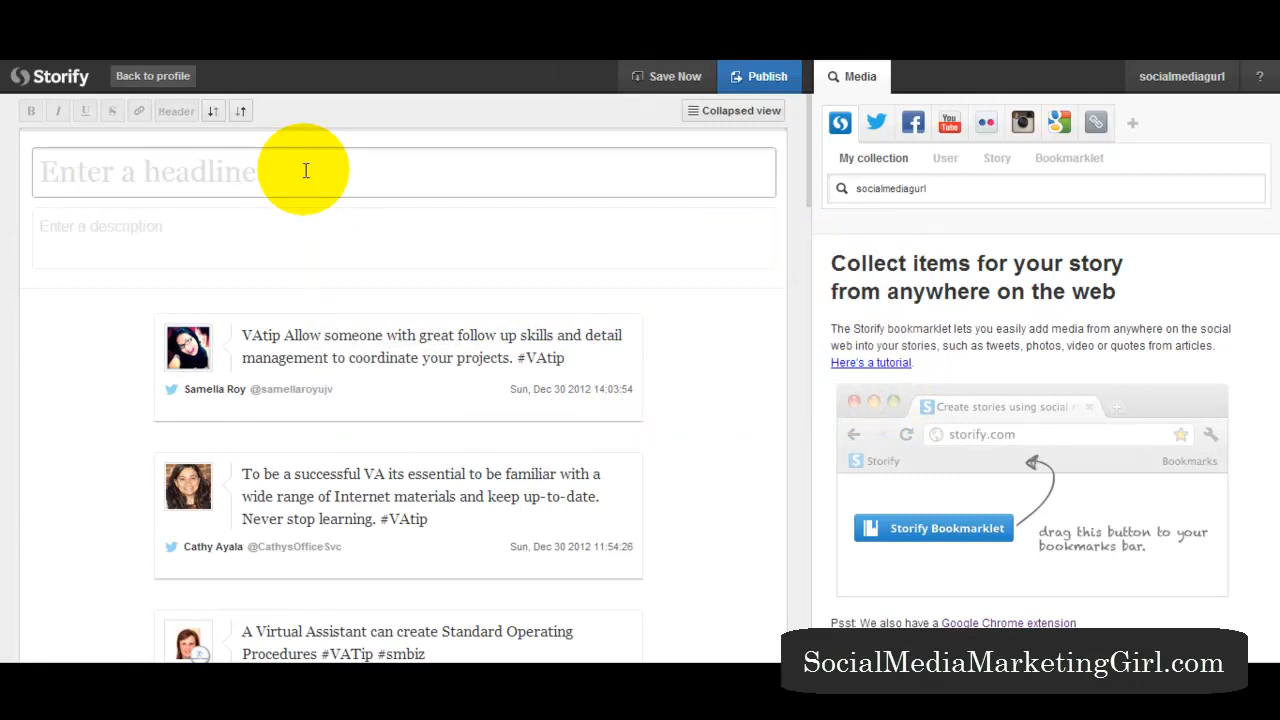 Storify
Back to profile
Save Now
Publish
Media
socialmediagurl
?
B I U S Header
Collapsed view
You Tube
My collection User Story Bookmarklet
socialmediagurl
Enter a headline
Enter a description
VAtip Allow someone with great follow up skills and detail
management to coordinate your projects. #VAtip
Samella Roy @samellaroyujv Sun, Dec 30 2012 14:03:54
To be a successful VA its essential to be familiar with a
wide range of Internet materials and keep up-to-date.
Never stop learning. #VAtip
Cathy Ayala @CathysOfficeSvc Sun, Dec 30 2012 11:54:26
A Virtual Assistant can create Standard Operating
Procedures #VATip #smbiz
Collect items for your story
from anywhere on the web
The Storify bookmarklet lets you easily add media from anywhere on the social
web into your stories, such as tweets, photos, video or quotes from articles.
Here's a tutorial.
Create stories using social
storify.com
Storify Bookmarks
Storify Bookmarklet
drag this button to your
bookmarks bar.
Psst: We also have a Google Chrome extension
SocialMediaMarketingGirl.com